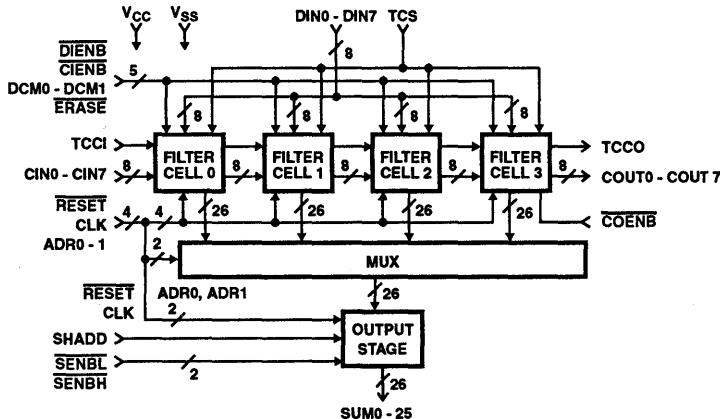 VCC VSS DIN0 - DIN7 TCS
DIENB
CIENB
DCM0 - DCM1
ERASE
5
8
8 8 8 8
TCCI
CIN0 - CIN7
8
FILTER CELL 0
8
FILTER CELL 1
8
FILTER CELL 2
8
FILTER CELL 3
8
TCCO
COUT0 - COUT 7
RESET
CLK
ADR0 - 1
4 4
2
26 26 26 26
COENB
MUX
RESET
CLK
ADR0, ADR1
2
26
SHADD
SENBL
SENBH
2
OUTPUT
STAGE
26
SUM0 - 25